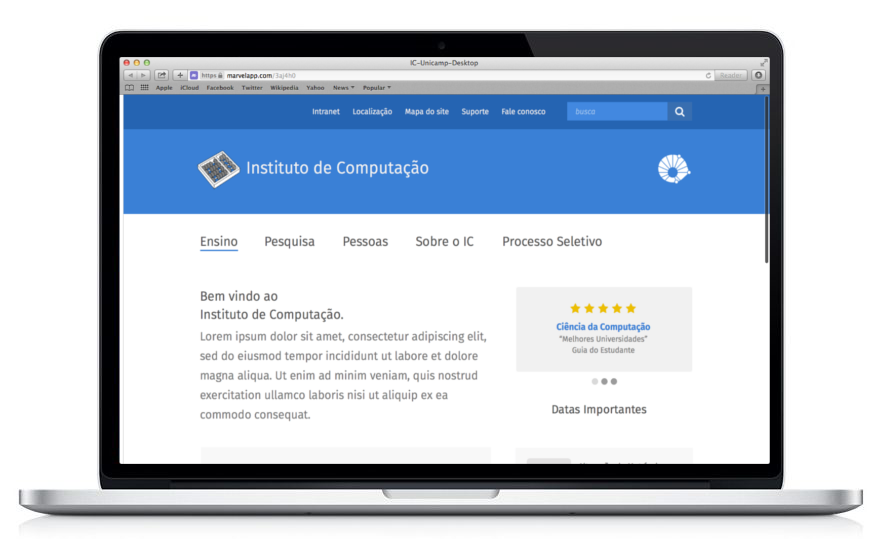 IC-Unicamp-Desktop
https marvelapp.com/3aj4h0
Reader
Apple iCloud Facebook Twitter Wikipedia Yahoo News Popular
Intranet Localização Mapa do site Suporte Fale conosco busca
Instituto de Computação
Ensino Pesquisa Pessoas Sobre o IC Processo Seletivo
Bem vindo ao
Instituto de Computação.
Lorem ipsum dolor sit amet, consectetur adipiscing elit,
sed do eiusmod tempor incididunt ut labore et dolore
magna aliqua. Ut enim ad minim veniam, quis nostrud
exercitation ullamco laboris nisi ut aliquip ex ea
commodo consequat.
Ciência da Computação
"Melhores Universidades"
Guia do Estudante
Datas Importantes